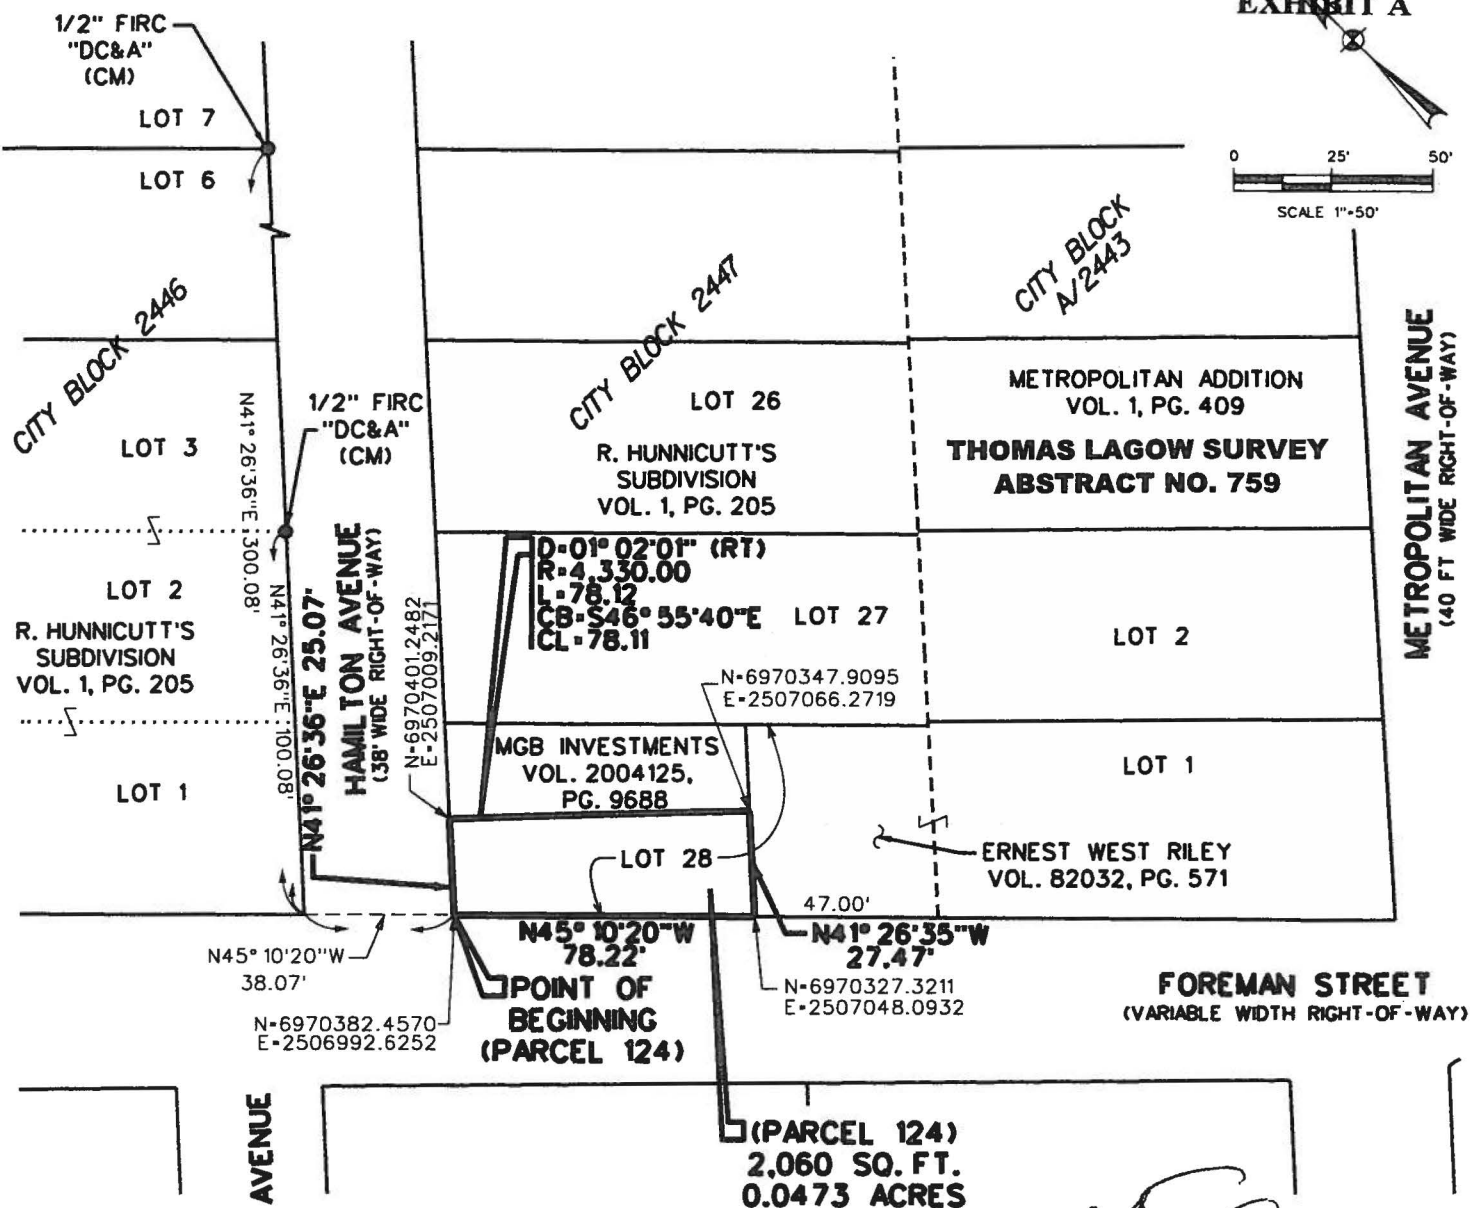 EXHIBIT A
1/2" FIRC
"DC&A"
(CM)
LOT 7
LOT 6
0 25' 50'
SCALE 1"=50'
CITY BLOCK 2446
CITY BLOCK 2447
CITY BLOCK
A/2443
METROPOLITAN AVENUE
(40 FT WIDE RIGHT-OF-WAY)
LOT 3
N41°26'36"E 300.08'
1/2" FIRC
"DC&A"
(CM)
LOT 26
R. HUNNICUTT'S
SUBDIVISION
VOL. 1, PG. 205
METROPOLITAN ADDITION
VOL. 1, PG. 409
THOMAS LAGOW SURVEY
ABSTRACT NO. 759
LOT 2
R. HUNNICUTT'S
SUBDIVISION
VOL. 1, PG. 205
N41°26'36"E 100.08'
N41°26'36"E 25.07'
HAMILTON AVENUE
(38' WIDE RIGHT-OF-WAY)
N=6970401.2482
E=2507009.2171
D=01°02'01" (RT)
R=4,330.00
L=78.12
CB=S46°55'40"E
CL=78.11
LOT 27
LOT 2
N=6970347.9095
E=2507066.2719
MGB INVESTMENTS
VOL. 2004125,
PG. 9688
LOT 1
LOT 1
LOT 28
ERNEST WEST RILEY
VOL. 82032, PG. 571
47.00'
N45°10'20"W
38.07'
N45°10'20"W
78.22'
N41°26'35"W
27.47'
POINT OF
BEGINNING
(PARCEL 124)
N=6970327.3211
E=2507048.0932
N=6970382.4570
E=2506992.6252
FOREMAN STREET
(VARIABLE WIDTH RIGHT-OF-WAY)
AVENUE
(PARCEL 124)
2,060 SQ. FT.
0.0473 ACRES